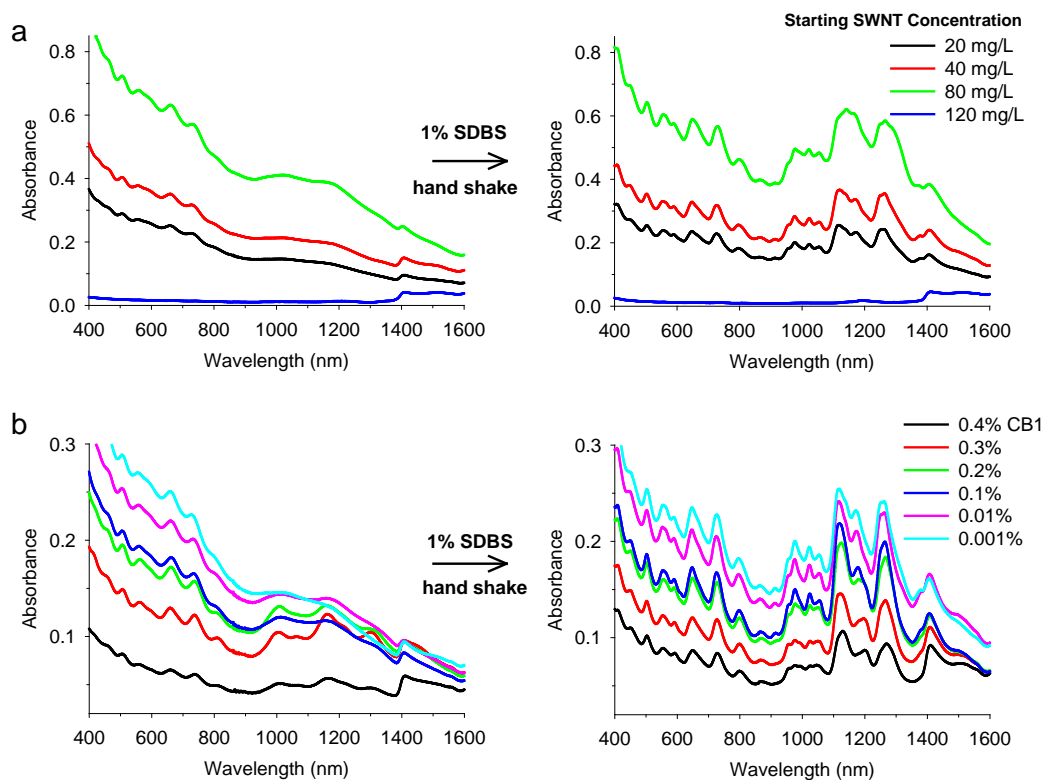 a
Starting SWNT Concentration
20 mg/L
40 mg/L
80 mg/L
120 mg/L
Absorbance
0.8
0.6
0.4
0.2
0.0
400 600 800 1000 1200 1400 1600
Wavelength (nm)
1% SDBS
hand shake
Absorbance
0.8
0.6
0.4
0.2
0.0
400 600 800 1000 1200 1400 1600
Wavelength (nm)
b
Absorbance
0.3
0.2
0.1
400 600 800 1000 1200 1400 1600
Wavelength (nm)
1% SDBS
hand shake
Absorbance
0.3
0.2
0.1
400 600 800 1000 1200 1400 1600
Wavelength (nm)
0.4% CB1
0.3%
0.2%
0.1%
0.01%
0.001%